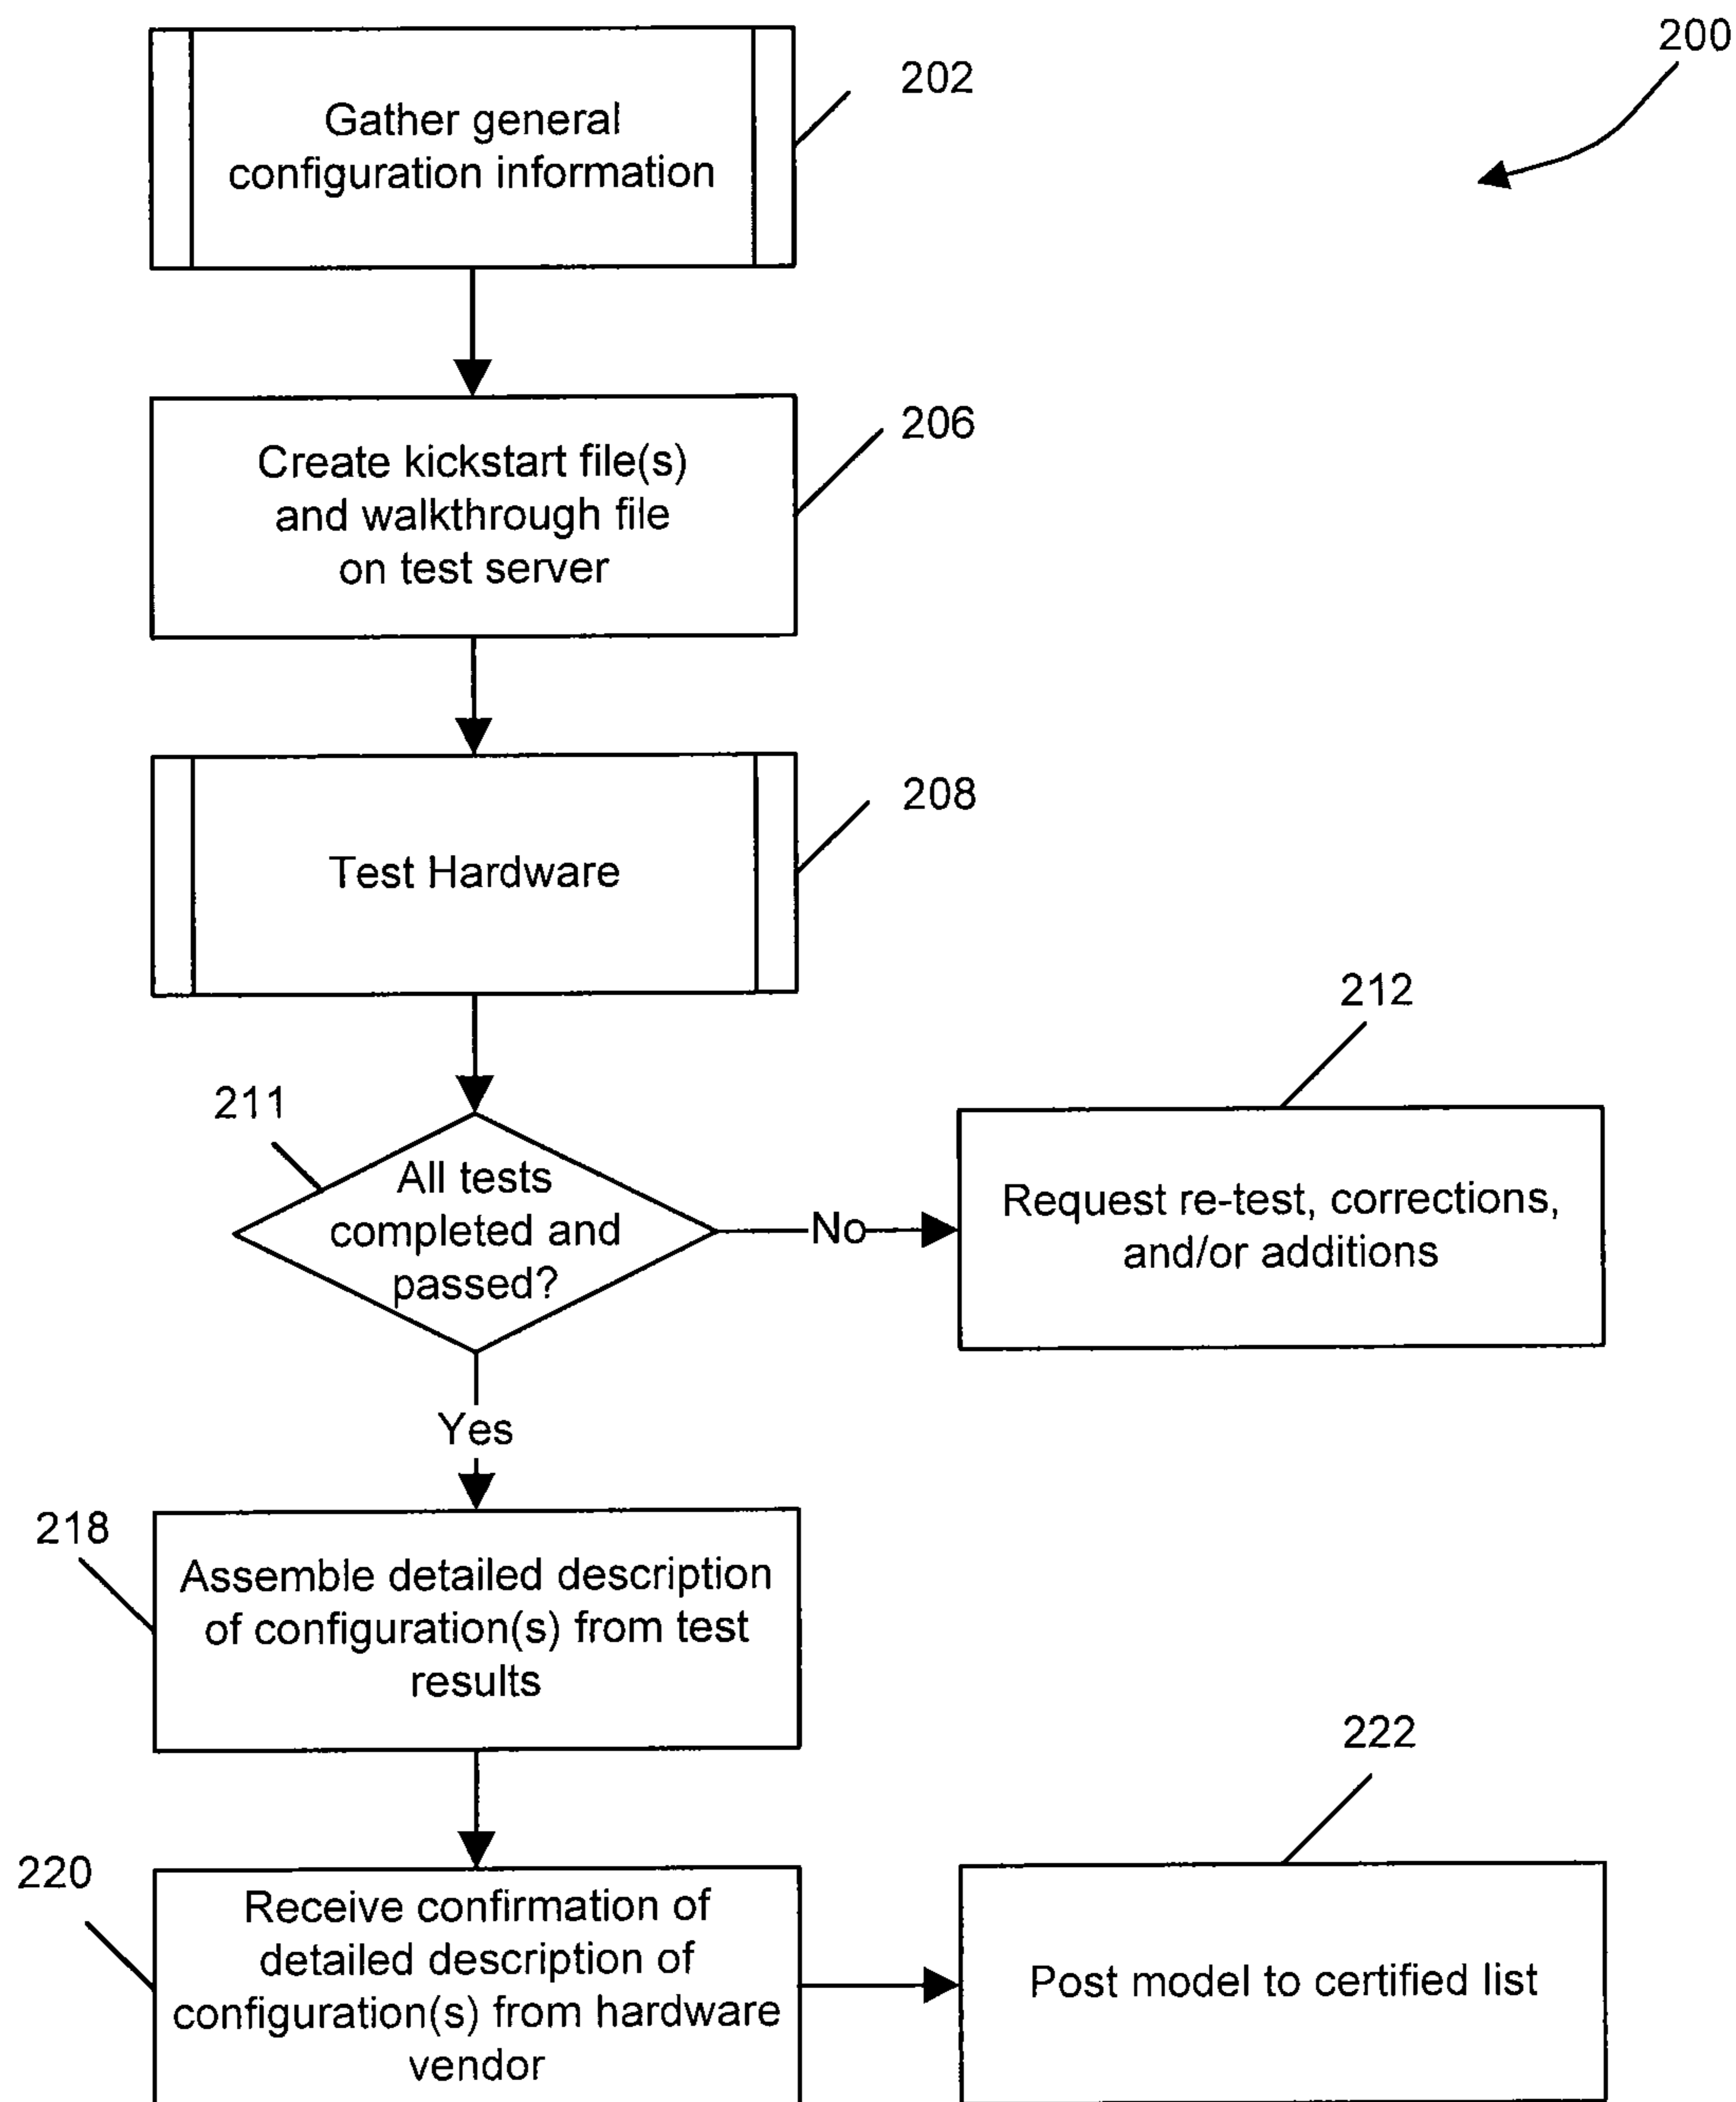 200
202
Gather general
configuration information
206
Create kickstart file(s)
and walkthrough file
on test server
208
Test Hardware
211
All tests
completed and
passed?
No
212
Request re-test, corrections,
and/or additions
Yes
218
Assemble detailed description
of configuration(s) from test
results
220
Receive confirmation of
detailed description of
configuration(s) from hardware
vendor
222
Post model to certified list